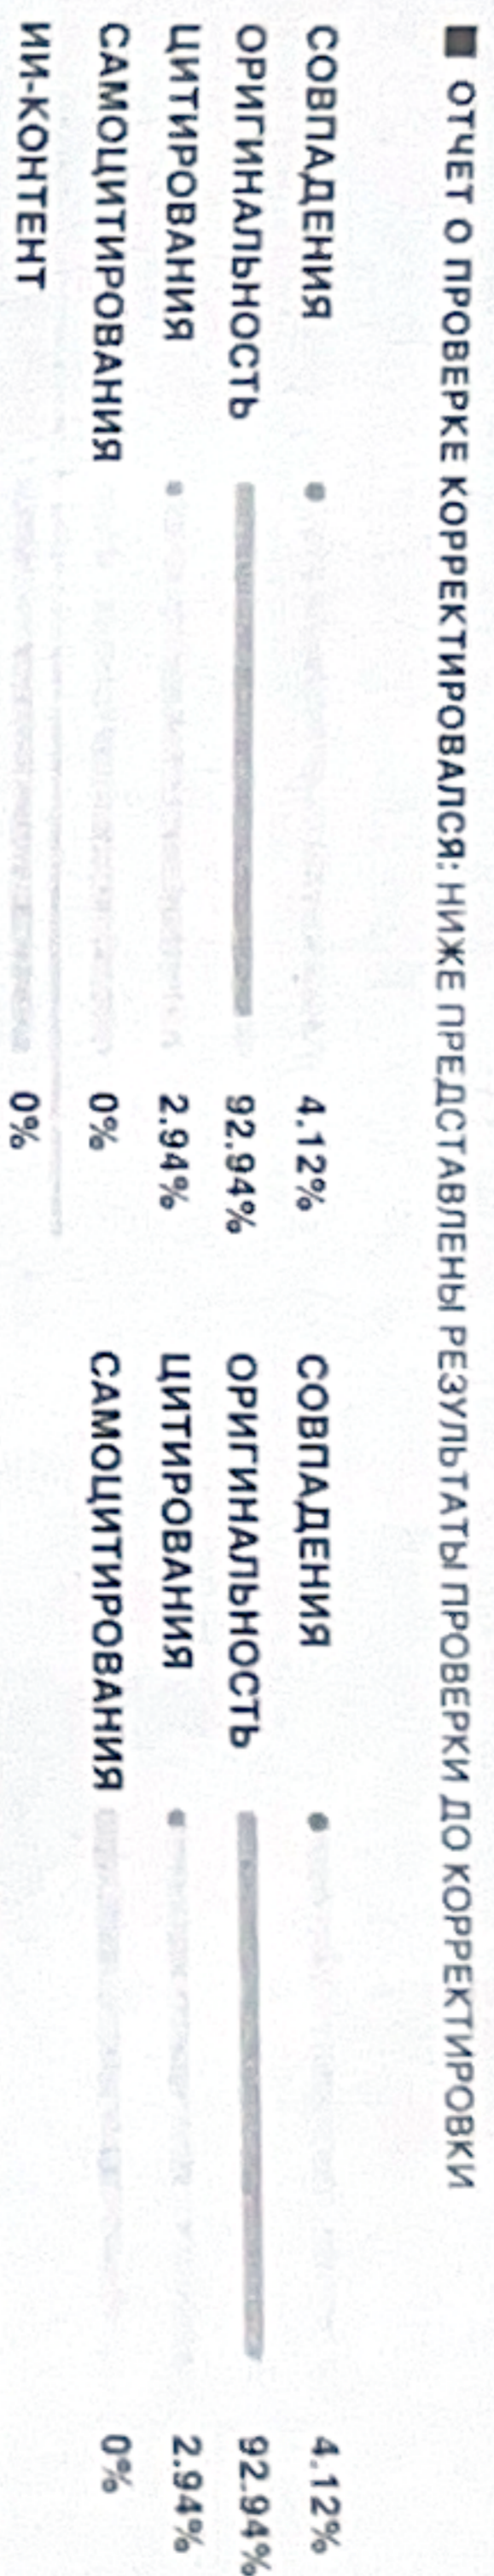 ОТЧЕТ О ПРОВЕРКЕ КОРРЕКТИРОВАЛСЯ: НИЖЕ ПРЕДСТАВЛЕНЫ РЕЗУЛЬТАТЫ ПРОВЕРКИ ДО КОРРЕКТИРОВКИ
СОВПАДЕНИЯ 4.12% СОВПАДЕНИЯ 4.12%
ОРИГИНАЛЬНОСТЬ 92.94% ОРИГИНАЛЬНОСТЬ 92.94%
ЦИТИРОВАНИЯ 2.94% ЦИТИРОВАНИЯ 2.94%
САМОЦИТИРОВАНИЯ 0% САМОЦИТИРОВАНИЯ 0%
ИИ-КОНТЕНТ 0%